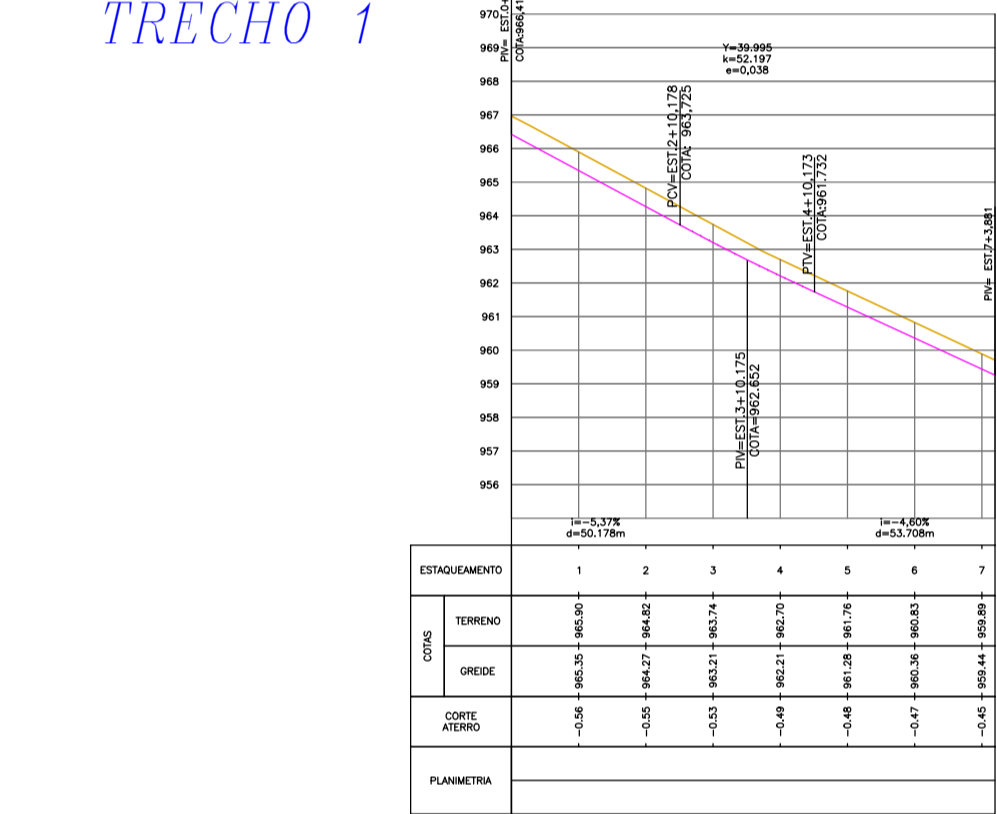 TRECHO 1
970
969
968
967
966
965
964
963
962
961
960
959
958
957
956
PIV= EST.0+
COTA:966,41
Y=39.995
k=52.197
e=0,038
PCV=EST.2+10,178
COTA: 963,725
PTV=EST.4+10,173
COTA:961.732
PIV=EST.3+10.175
COTA=962.652
PIV= EST.7+3,881
i=-5,37%
d=50.178m
i=-4,60%
d=53.708m
ESTAQUEAMENTO 1 2 3 4 5 6 7
COTAS
TERRENO 965.90 964.82 963.74 962.70 961.76 960.83 959.89
GREIDE 965.35 964.27 963.21 962.21 961.28 960.36 959.44
CORTE
ATERRO
-0.56 -0.55 -0.53 -0.49 -0.48 -0.47 -0.45
PLANIMETRIA